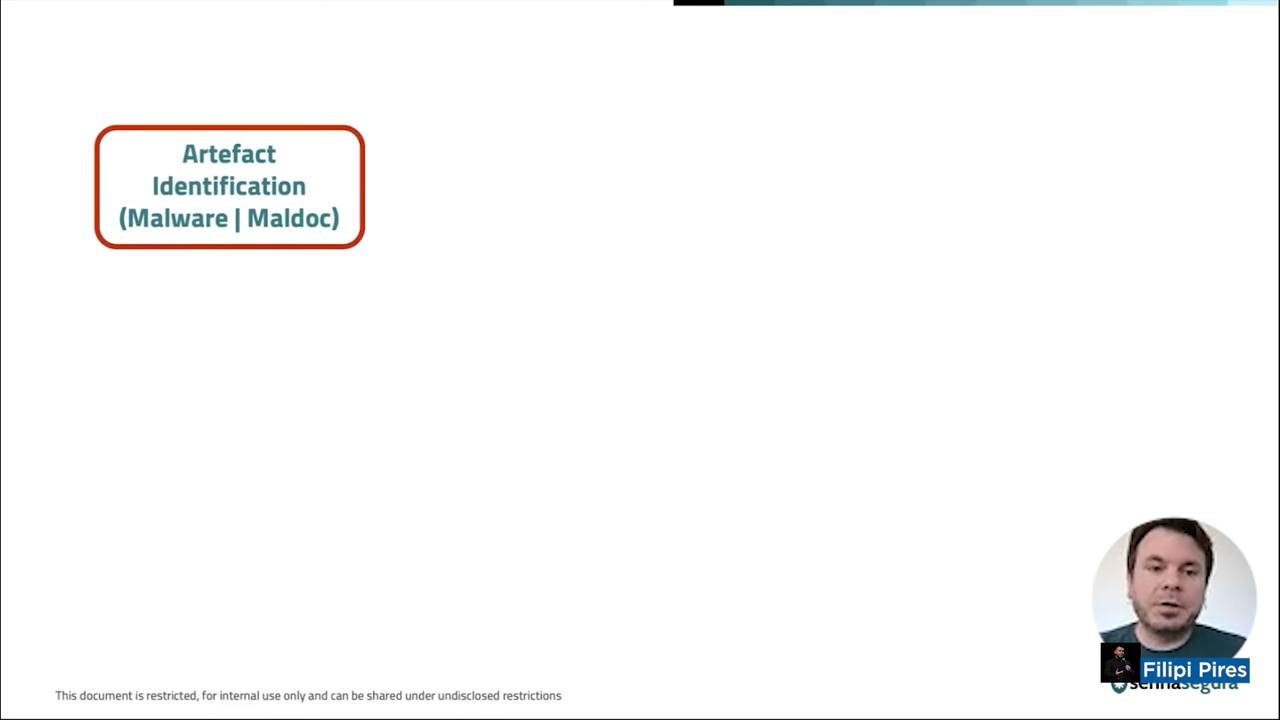 Artefact
Identification
(Malware | Maldoc)
Filipi Pires
senhasegura
This document is restricted, for internal use only and can be shared under undisclosed restrictions